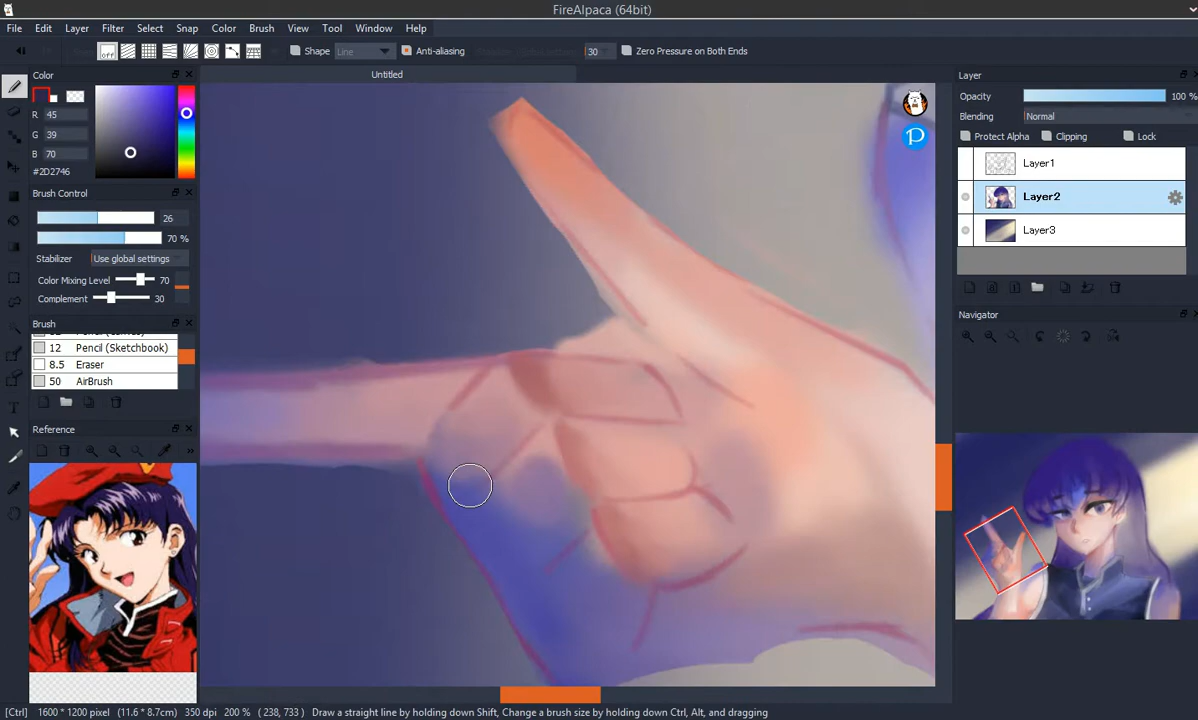 FireAlpaca (64bit)
File Edit Layer Filter Select Snap Color Brush View Tool Window Help
off Shape Line Anti-aliasing 30 Zero Pressure on Both Ends
Color
R 45
G 39
B 70
#2D2746
Brush Control
26
70 %
Stabilizer Use global settings
Color Mixing Level 70
Complement 30
Brush
12 Pencil (Sketchbook)
8.5 Eraser
50 AirBrush
Reference
»
Untitled
P
Layer
Opacity 100 %
Blending Normal
Protect Alpha Clipping Lock
Layer1
Layer2
Layer3
Navigator
[Ctrl] 1600 * 1200 pixel (11.6 * 8.7cm) 350 dpi 200 % ( 238, 733 ) Draw a straight line by holding down Shift, Change a brush size by holding down Ctrl, Alt, and dragging